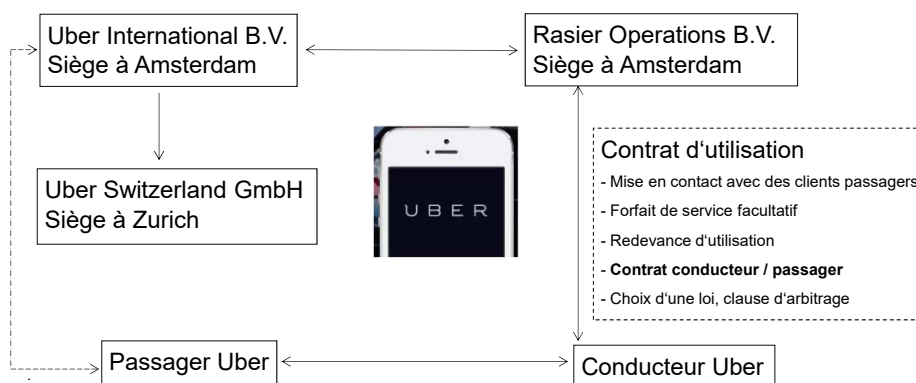 Uber International B.V.
Siège à Amsterdam
Rasier Operations B.V.
Siège à Amsterdam
Uber Switzerland GmbH
Siège à Zurich
UBER
Contrat d‘utilisation
- Mise en contact avec des clients passagers
- Forfait de service facultatif
- Redevance d‘utilisation
- Contrat conducteur / passager
- Choix d‘une loi, clause d‘arbitrage
Passager Uber
Conducteur Uber